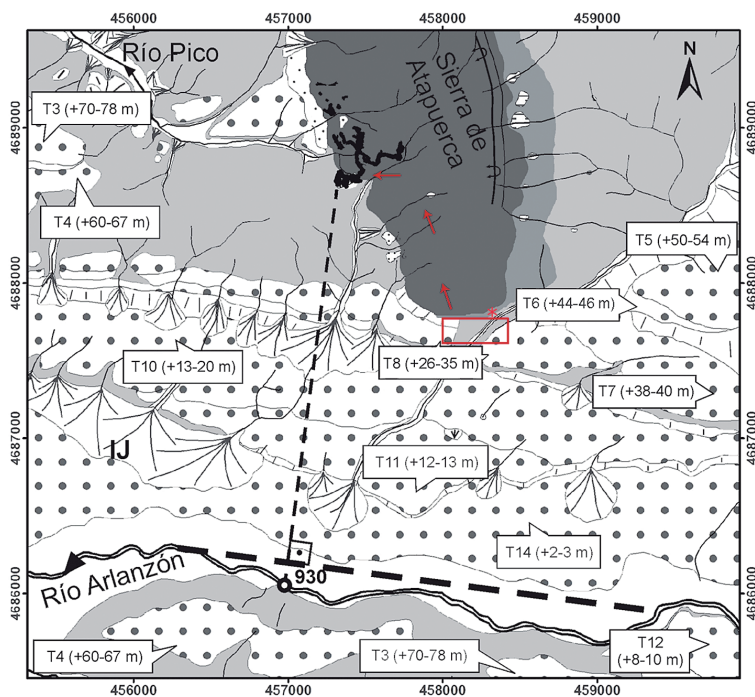 456000 457000 458000 459000
Río Pico
Sierra de
Atapuerca
N
T3 (+70-78 m)
4689000
4689000
T4 (+60-67 m)
T5 (+50-54 m)
4688000
4688000
T6 (+44-46 m)
*
T10 (+13-20 m)
T8 (+26-35 m)
T7 (+38-40 m)
4687000
4687000
IJ
T11 (+12-13 m)
T14 (+2-3 m)
Río Arlanzón
930
4686000
4686000
T4 (+60-67 m)
T3 (+70-78 m)
T12
(+8-10 m)
456000 457000 458000 459000